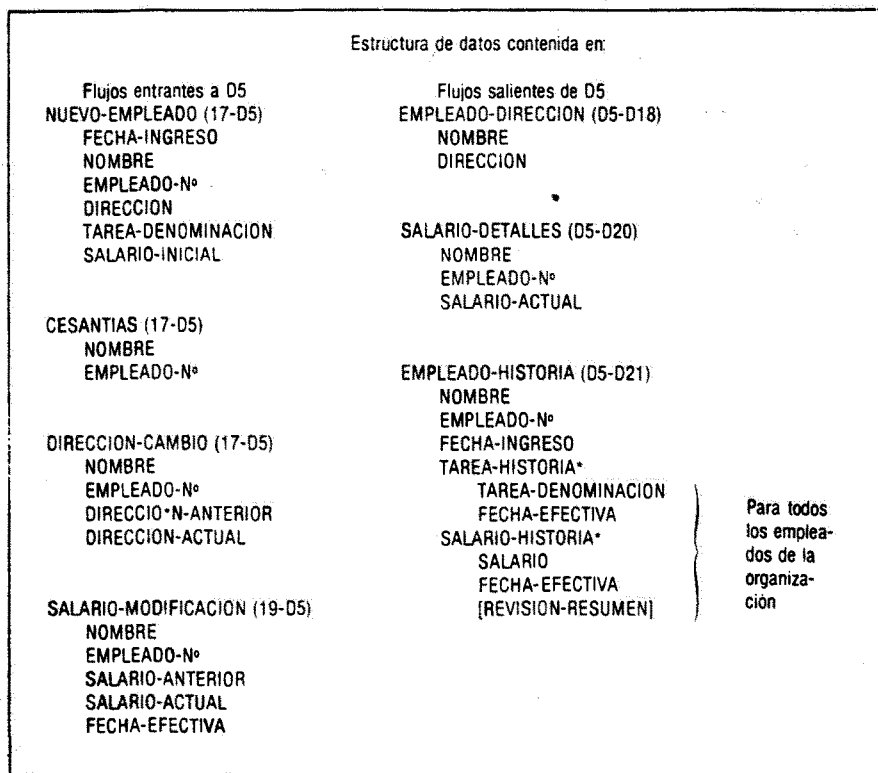 Estructura de datos contenida en:
Flujos entrantes a D5
NUEVO-EMPLEADO (17-D5)
FECHA-INGRESO
NOMBRE
EMPLEADO-Nº
DIRECCION
TAREA-DENOMINACION
SALARIO-INICIAL
CESANTIAS (17-D5)
NOMBRE
EMPLEADO-Nº
DIRECCION-CAMBIO (17-D5)
NOMBRE
EMPLEADO-Nº
DIRECCIO*N-ANTERIOR
DIRECCION-ACTUAL
SALARIO-MODIFICACION (19-D5)
NOMBRE
EMPLEADO-Nº
SALARIO-ANTERIOR
SALARIO-ACTUAL
FECHA-EFECTIVA
Flujos salientes de D5
EMPLEADO-DIRECCION (D5-D18)
NOMBRE
DIRECCION
SALARIO-DETALLES (D5-D20)
NOMBRE
EMPLEADO-Nº
SALARIO-ACTUAL
EMPLEADO-HISTORIA (D5-D21)
NOMBRE
EMPLEADO-Nº
FECHA-INGRESO
TAREA-HISTORIA*
TAREA-DENOMINACION
FECHA-EFECTIVA
SALARIO-HISTORIA*
SALARIO
FECHA-EFECTIVA
[REVISION-RESUMEN]
Para todos
los emplea-
dos de la
organiza-
ción